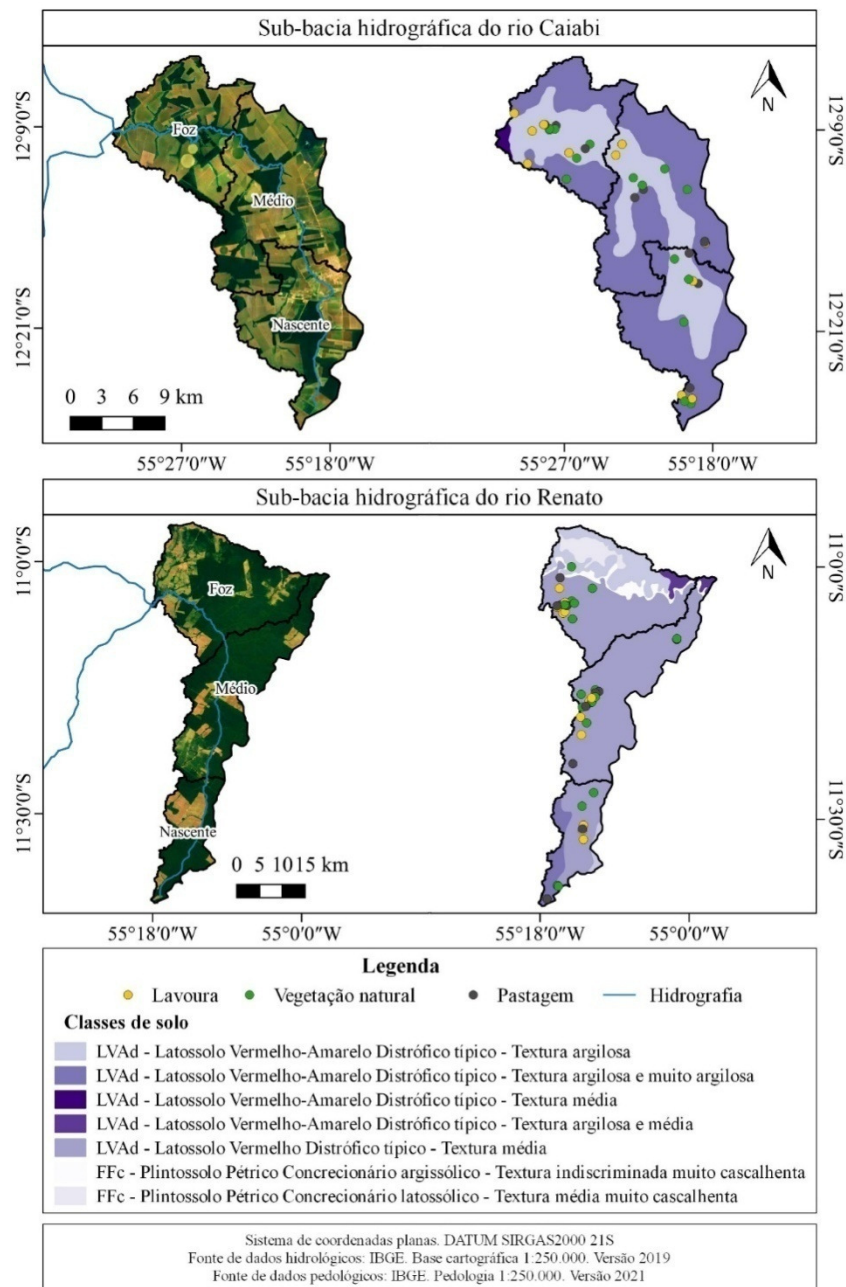 Sub-bacia hidrográfica do rio Caiabi
12°9'0"S
12°21'0"S
Foz
Médio
Nascente
0 3 6 9 km
N
12°9'0"S
12°21'0"S
55°27'0"W 55°18'0"W
55°27'0"W 55°18'0"W
Sub-bacia hidrográfica do rio Renato
11°0'0"S
11°30'0"S
Foz
Médio
Nascente
0 5 10 15 km
N
11°0'0"S
11°30'0"S
55°18'0"W 55°0'0"W
55°18'0"W 55°0'0"W
Legenda
Lavoura Vegetação natural Pastagem Hidrografia
Classes de solo
LVAd - Latossolo Vermelho-Amarelo Distrófico típico - Textura argilosa
LVAd - Latossolo Vermelho-Amarelo Distrófico típico - Textura argilosa e muito argilosa
LVAd - Latossolo Vermelho-Amarelo Distrófico típico - Textura média
LVAd - Latossolo Vermelho-Amarelo Distrófico típico - Textura argilosa e média
LVAd - Latossolo Vermelho Distrófico típico - Textura média
FFc - Plintossolo Pétrico Concrecionário argissólico - Textura indiscriminada muito cascalhenta
FFc - Plintossolo Pétrico Concrecionário latossólico - Textura média muito cascalhenta
Sistema de coordenadas planas. DATUM SIRGAS2000 21S
Fonte de dados hidrológicos: IBGE. Base cartográfica 1:250.000. Versão 2019
Fonte de dados pedológicos: IBGE. Pedologia 1:250.000. Versão 2021